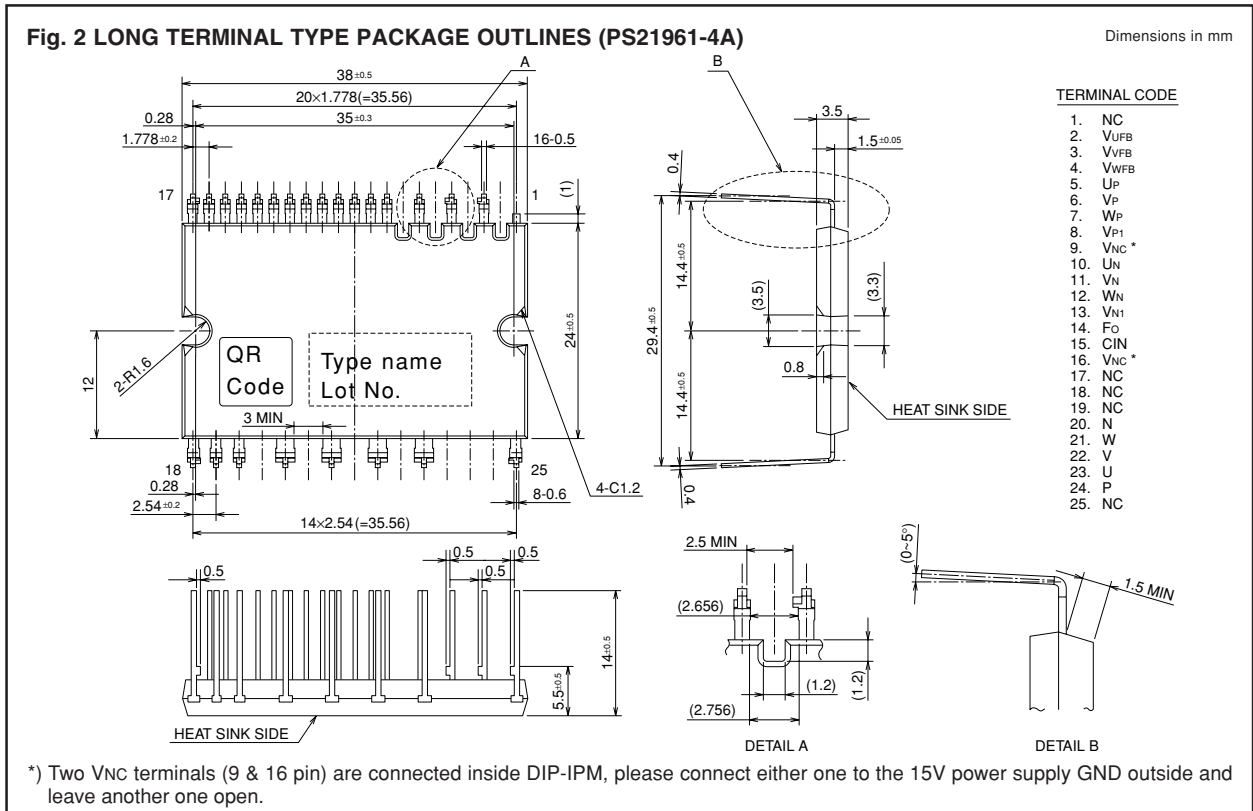 Fig. 2 LONG TERMINAL TYPE PACKAGE OUTLINES (PS21961-4A)
Dimensions in mm
A
38±0.5
20×1.778(=35.56)
0.28
35±0.3
1.778±0.2
16-0.5
17
1
(1)
24±0.5
12
2-R1.6
QR
Code
Type name
Lot No.
3 MIN
18
25
0.28
2.54±0.2
14×2.54(=35.56)
8-0.6
4-C1.2
B
3.5
1.5±0.05
0.4
29.4±0.5
14.4±0.5
14.4±0.5
(3.5)
(3.3)
0.8
HEAT SINK SIDE
0.4
TERMINAL CODE
1. NC
2. VUFB
3. VVFB
4. VWFB
5. UP
6. VP
7. WP
8. VP1
9. VNC *
10. UN
11. VN
12. WN
13. VN1
14. FO
15. CIN
16. VNC *
17. NC
18. NC
19. NC
20. N
21. W
22. V
23. U
24. P
25. NC
0.5
0.5
0.5
0.5
14±0.5
5.5±0.5
HEAT SINK SIDE
2.5 MIN
(2.656)
(1.2)
(1.2)
(2.756)
DETAIL A
(0~5°)
1.5 MIN
DETAIL B
*) Two VNC terminals (9 & 16 pin) are connected inside DIP-IPM, please connect either one to the 15V power supply GND outside and
leave another one open.